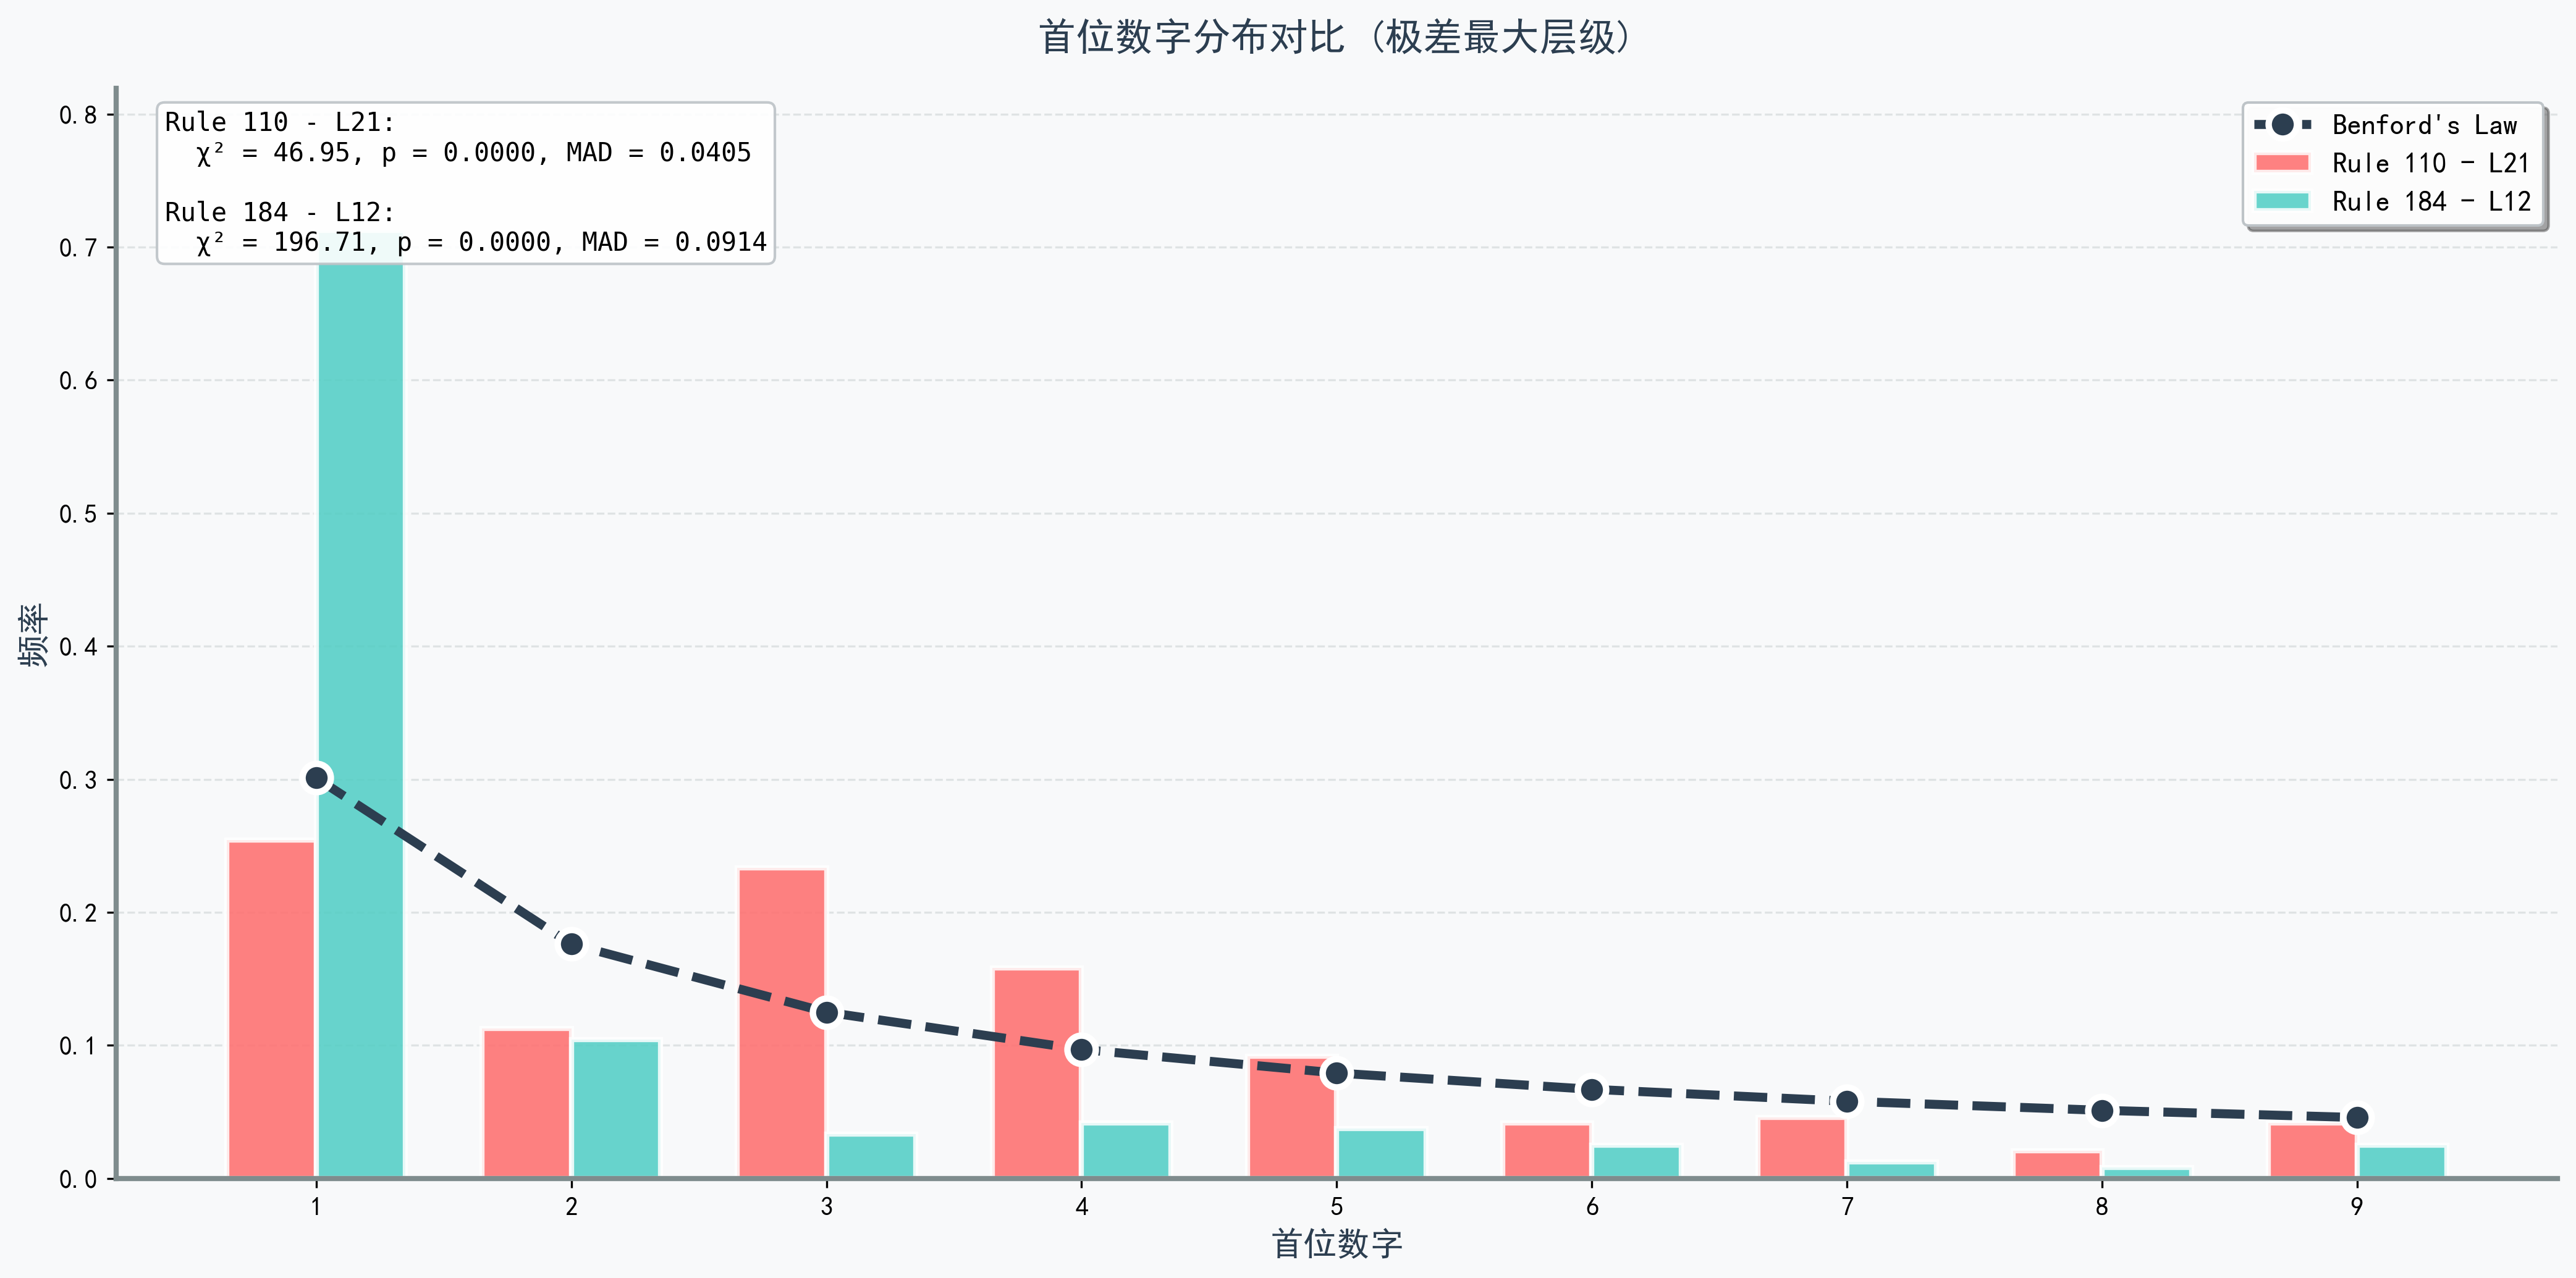 首位数字分布对比 (极差最大层级)
Rule 110 - L21:
χ² = 46.95, p = 0.0000, MAD = 0.0405
Rule 184 - L12:
χ² = 196.71, p = 0.0000, MAD = 0.0914
Benford's Law
Rule 110 - L21
Rule 184 - L12
频率
0.8
0.7
0.6
0.5
0.4
0.3
0.2
0.1
0.0
1 2 3 4 5 6 7 8 9
首位数字